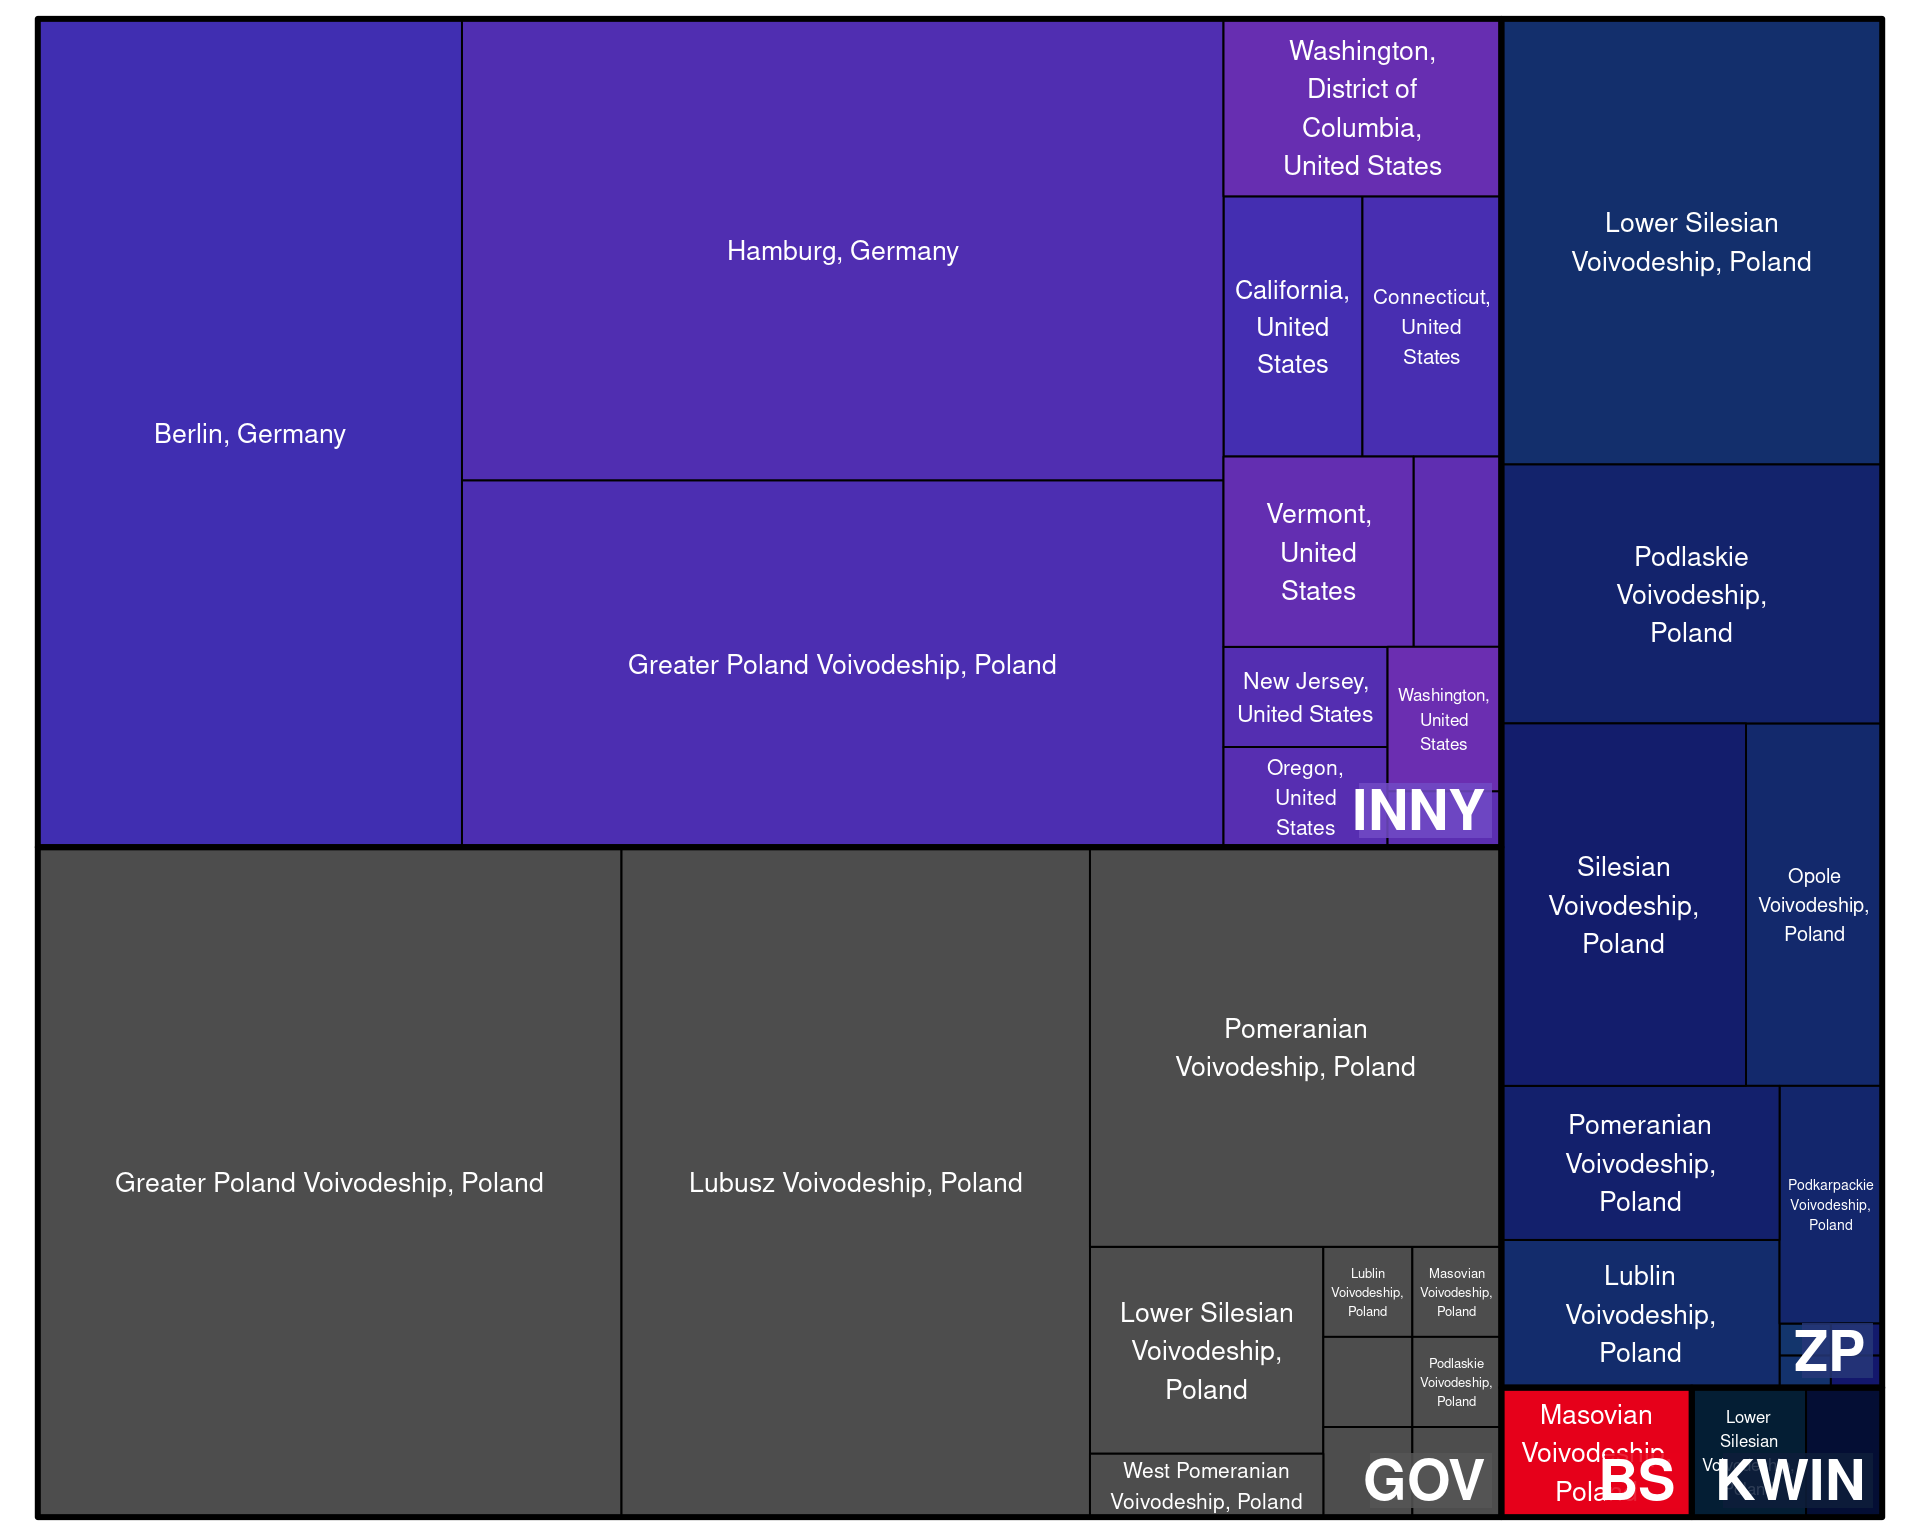 Berlin, Germany
Hamburg, Germany
Greater Poland Voivodeship, Poland
Washington,
District of
Columbia,
United States
California,
United
States
Connecticut,
United
States
Vermont,
United
States
New Jersey,
United States
Washington,
United
States
Oregon,
United
States
INNY
Greater Poland Voivodeship, Poland
Lubusz Voivodeship, Poland
Pomeranian
Voivodeship, Poland
Lower Silesian
Voivodeship,
Poland
West Pomeranian
Voivodeship, Poland
Lublin
Voivodeship,
Poland
Masovian
Voivodeship,
Poland
Podlaskie
Voivodeship,
Poland
GOV
Lower Silesian
Voivodeship, Poland
Podlaskie
Voivodeship,
Poland
Silesian
Voivodeship,
Poland
Opole
Voivodeship,
Poland
Pomeranian
Voivodeship,
Poland
Podkarpackie
Voivodeship,
Poland
Lublin
Voivodeship,
Poland
ZP
Masovian
Voivodeship,
Poland
BS
Lower
Silesian
KWIN